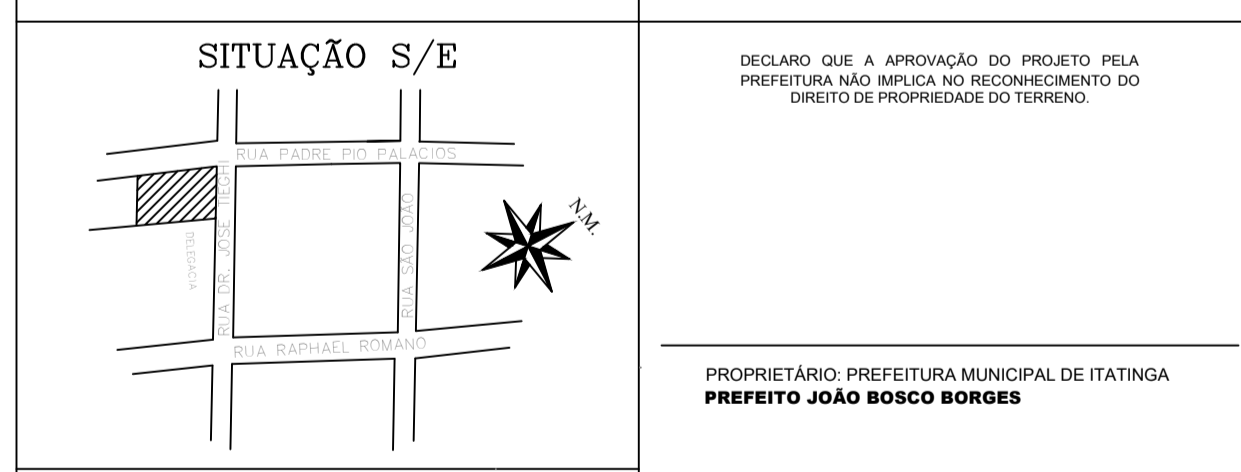 SITUAÇÃO S/E
RUA PADRE PIO PALACIOS
RUA DR. JOSE TIEGHI
DELEGACIA
RUA SÃO JOÃO
N.M.
RUA RAPHAEL ROMANO
DECLARO QUE A APROVAÇÃO DO PROJETO PELA
PREFEITURA NÃO IMPLICA NO RECONHECIMENTO DO
DIREITO DE PROPRIEDADE DO TERRENO.
PROPRIETÁRIO: PREFEITURA MUNICIPAL DE ITATINGA
PREFEITO JOÃO BOSCO BORGES